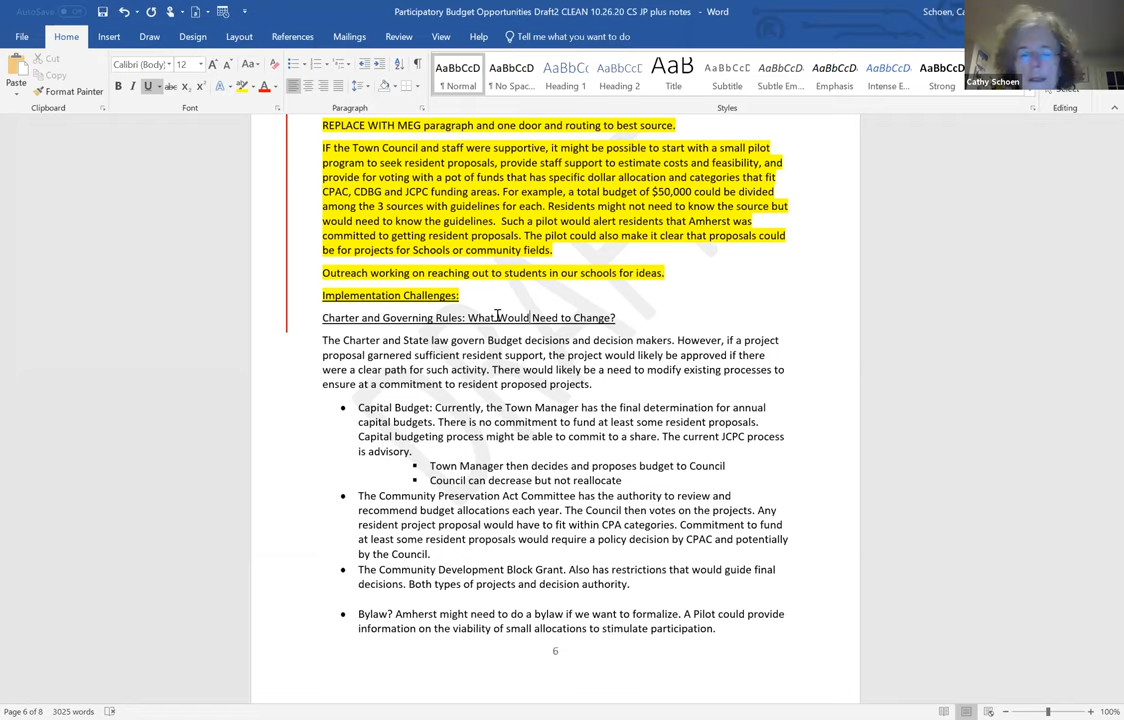 AutoSave Off
Participatory Budget Opportunities Draft2 CLEAN 10.26.20 CS JP plus notes - Word
Schoen, Ca
File Home Insert Draw Design Layout References Mailings Review View Help Tell me what you want to do
Paste
Cut
Copy
Format Painter
Clipboard
Calibri (Body) 12
Font
Paragraph
AaBbCcD AaBbCcD AaBbCc AaBbCcD AaB AaBbCcD AaBbCcD AaBbCcD AaBbCcD AaBbCcD
¶ Normal ¶ No Spac... Heading 1 Heading 2 Title Subtitle Subtle Em... Emphasis Intense E... Strong
Styles
Editing
Cathy Schoen
REPLACE WITH MEG paragraph and one door and routing to best source.
IF the Town Council and staff were supportive, it might be possible to start with a small pilot
program to seek resident proposals, provide staff support to estimate costs and feasibility, and
provide for voting with a pot of funds that has specific dollar allocation and categories that fit
CPAC, CDBG and JCPC funding areas. For example, a total budget of $50,000 could be divided
among the 3 sources with guidelines for each. Residents might not need to know the source but
would need to know the guidelines. Such a pilot would alert residents that Amherst was
committed to getting resident proposals. The pilot could also make it clear that proposals could
be for projects for Schools or community fields.
Outreach working on reaching out to students in our schools for ideas.
Implementation Challenges:
Charter and Governing Rules: What Would Need to Change?
The Charter and State law govern Budget decisions and decision makers. However, if a project
proposal garnered sufficient resident support, the project would likely be approved if there
were a clear path for such activity. There would likely be a need to modify existing processes to
ensure at a commitment to resident proposed projects.
• Capital Budget: Currently, the Town Manager has the final determination for annual
capital budgets. There is no commitment to fund at least some resident proposals.
Capital budgeting process might be able to commit to a share. The current JCPC process
is advisory.
▪ Town Manager then decides and proposes budget to Council
▪ Council can decrease but not reallocate
• The Community Preservation Act Committee has the authority to review and
recommend budget allocations each year. The Council then votes on the projects. Any
resident project proposal would have to fit within CPA categories. Commitment to fund
at least some resident proposals would require a policy decision by CPAC and potentially
by the Council.
• The Community Development Block Grant. Also has restrictions that would guide final
decisions. Both types of projects and decision authority.
• Bylaw? Amherst might need to do a bylaw if we want to formalize. A Pilot could provide
information on the viability of small allocations to stimulate participation.
6
DRAFT
Page 6 of 8 3025 words
100%